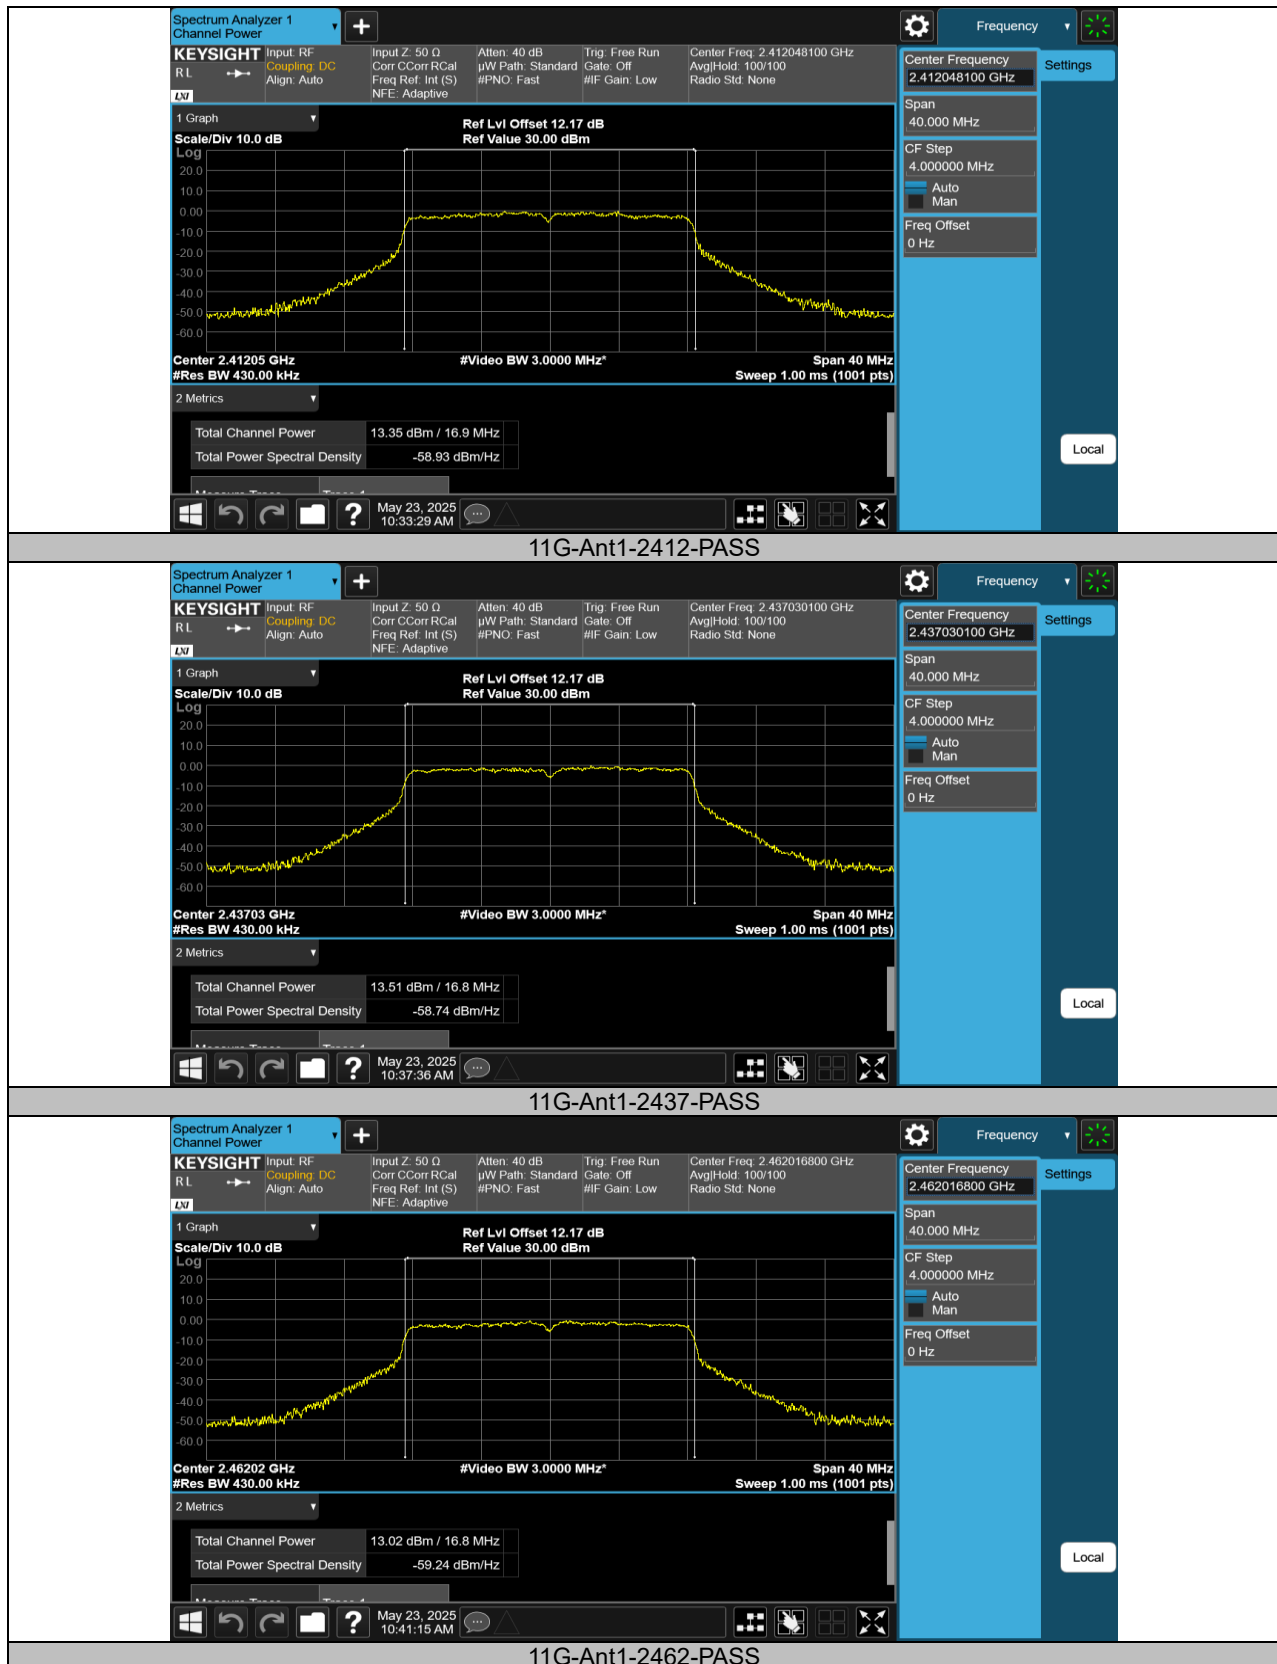 Spectrum Analyzer 1
Channel Power
Frequency
KEYSIGHT
R L
LXI
Input: RF
Coupling: DC
Align: Auto
Input Z: 50 Ω
Corr CCorr RCal
Freq Ref: Int (S)
NFE: Adaptive
Atten: 40 dB
µW Path: Standard
#PNO: Fast
Trig: Free Run
Gate: Off
#IF Gain: Low
Center Freq: 2.412048100 GHz
Avg|Hold: 100/100
Radio Std: None
Center Frequency
2.412048100 GHz
Settings
Span
40.000 MHz
CF Step
4.000000 MHz
Auto
Man
Freq Offset
0 Hz
Local
1 Graph
Scale/Div 10.0 dB
Ref Lvl Offset 12.17 dB
Ref Value 30.00 dBm
Log
20.0
10.0
0.00
-10.0
-20.0
-30.0
-40.0
-50.0
-60.0
Center 2.41205 GHz
#Video BW 3.0000 MHz*
Span 40 MHz
#Res BW 430.00 kHz
Sweep 1.00 ms (1001 pts)
2 Metrics
Total Channel Power 13.35 dBm / 16.9 MHz
Total Power Spectral Density -58.93 dBm/Hz
Measure Trace Trace 1
May 23, 2025
10:33:29 AM
11G-Ant1-2412-PASS
Spectrum Analyzer 1
Channel Power
Frequency
KEYSIGHT
R L
LXI
Input: RF
Coupling: DC
Align: Auto
Input Z: 50 Ω
Corr CCorr RCal
Freq Ref: Int (S)
NFE: Adaptive
Atten: 40 dB
µW Path: Standard
#PNO: Fast
Trig: Free Run
Gate: Off
#IF Gain: Low
Center Freq: 2.437030100 GHz
Avg|Hold: 100/100
Radio Std: None
Center Frequency
2.437030100 GHz
Settings
Span
40.000 MHz
CF Step
4.000000 MHz
Auto
Man
Freq Offset
0 Hz
Local
1 Graph
Scale/Div 10.0 dB
Ref Lvl Offset 12.17 dB
Ref Value 30.00 dBm
Log
20.0
10.0
0.00
-10.0
-20.0
-30.0
-40.0
-50.0
-60.0
Center 2.43703 GHz
#Video BW 3.0000 MHz*
Span 40 MHz
#Res BW 430.00 kHz
Sweep 1.00 ms (1001 pts)
2 Metrics
Total Channel Power 13.51 dBm / 16.8 MHz
Total Power Spectral Density -58.74 dBm/Hz
Measure Trace Trace 1
May 23, 2025
10:37:36 AM
11G-Ant1-2437-PASS
Spectrum Analyzer 1
Channel Power
Frequency
KEYSIGHT
R L
LXI
Input: RF
Coupling: DC
Align: Auto
Input Z: 50 Ω
Corr CCorr RCal
Freq Ref: Int (S)
NFE: Adaptive
Atten: 40 dB
µW Path: Standard
#PNO: Fast
Trig: Free Run
Gate: Off
#IF Gain: Low
Center Freq: 2.462016800 GHz
Avg|Hold: 100/100
Radio Std: None
Center Frequency
2.462016800 GHz
Settings
Span
40.000 MHz
CF Step
4.000000 MHz
Auto
Man
Freq Offset
0 Hz
Local
1 Graph
Scale/Div 10.0 dB
Ref Lvl Offset 12.17 dB
Ref Value 30.00 dBm
Log
20.0
10.0
0.00
-10.0
-20.0
-30.0
-40.0
-50.0
-60.0
Center 2.46202 GHz
#Video BW 3.0000 MHz*
Span 40 MHz
#Res BW 430.00 kHz
Sweep 1.00 ms (1001 pts)
2 Metrics
Total Channel Power 13.02 dBm / 16.8 MHz
Total Power Spectral Density -59.24 dBm/Hz
Measure Trace Trace 1
May 23, 2025
10:41:15 AM
11G-Ant1-2462-PASS